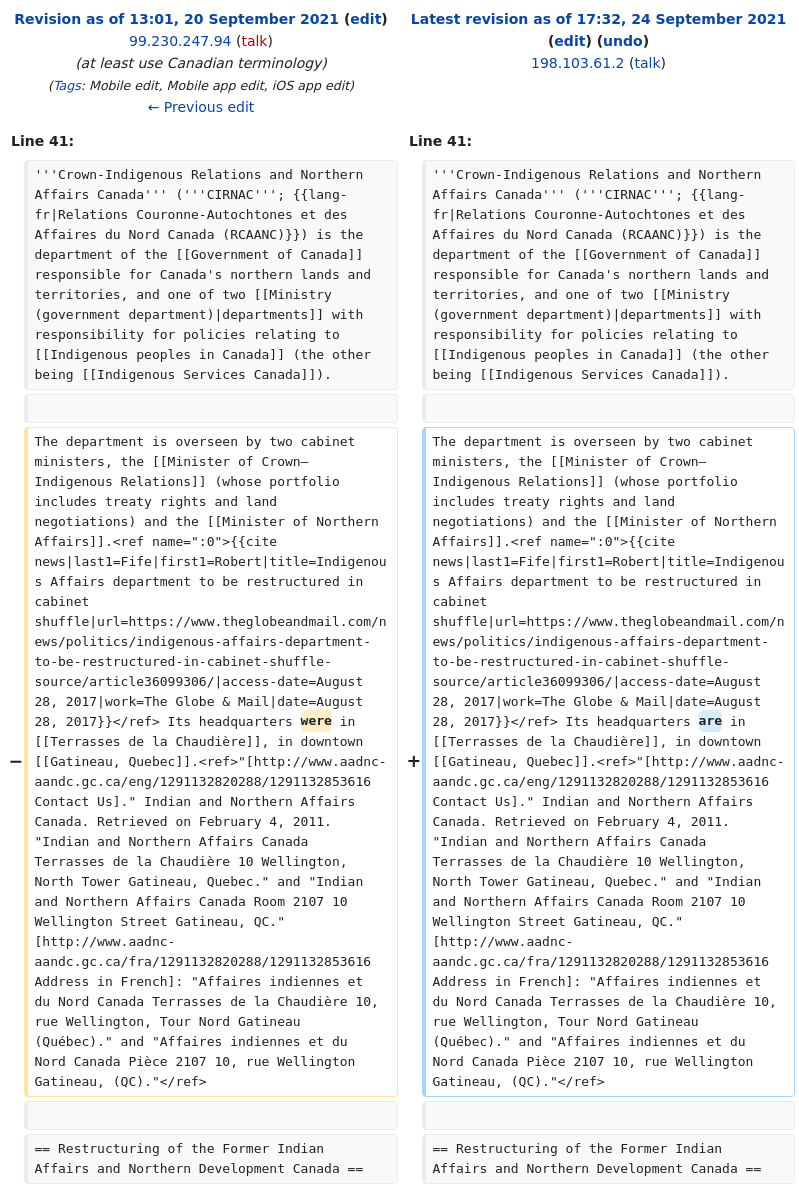 Revision as of 13:01, 20 September 2021 (edit)
99.230.247.94 (talk)
(at least use Canadian terminology)
(Tags: Mobile edit, Mobile app edit, iOS app edit)
← Previous edit
Latest revision as of 17:32, 24 September 2021
(edit) (undo)
198.103.61.2 (talk)
Line 41:
'''Crown-Indigenous Relations and Northern
Affairs Canada''' ('''CIRNAC'''; {{lang-
fr|Relations Couronne-Autochtones et des
Affaires du Nord Canada (RCAANC)}}) is the
department of the [[Government of Canada]]
responsible for Canada's northern lands and
territories, and one of two [[Ministry
(government department)|departments]] with
responsibility for policies relating to
[[Indigenous peoples in Canada]] (the other
being [[Indigenous Services Canada]]).
− The department is overseen by two cabinet
ministers, the [[Minister of Crown–
Indigenous Relations]] (whose portfolio
includes treaty rights and land
negotiations) and the [[Minister of Northern
Affairs]].<ref name=":0">{{cite
news|last1=Fife|first1=Robert|title=Indigenou
s Affairs department to be restructured in
cabinet
shuffle|url=https://www.theglobeandmail.com/n
ews/politics/indigenous-affairs-department-
to-be-restructured-in-cabinet-shuffle-
source/article36099306/|access-date=August
28, 2017|work=The Globe & Mail|date=August
28, 2017}}</ref> Its headquarters were in
[[Terrasses de la Chaudière]], in downtown
[[Gatineau, Quebec]].<ref>"[http://www.aadnc-
aandc.gc.ca/eng/1291132820288/1291132853616
Contact Us]." Indian and Northern Affairs
Canada. Retrieved on February 4, 2011.
"Indian and Northern Affairs Canada
Terrasses de la Chaudière 10 Wellington,
North Tower Gatineau, Quebec." and "Indian
and Northern Affairs Canada Room 2107 10
Wellington Street Gatineau, QC."
[http://www.aadnc-
aandc.gc.ca/fra/1291132820288/1291132853616
Address in French]: "Affaires indiennes et
du Nord Canada Terrasses de la Chaudière 10,
rue Wellington, Tour Nord Gatineau
(Québec)." and "Affaires indiennes et du
Nord Canada Pièce 2107 10, rue Wellington
Gatineau, (QC)."</ref>
== Restructuring of the Former Indian
Affairs and Northern Development Canada ==
Line 41:
'''Crown-Indigenous Relations and Northern
Affairs Canada''' ('''CIRNAC'''; {{lang-
fr|Relations Couronne-Autochtones et des
Affaires du Nord Canada (RCAANC)}}) is the
department of the [[Government of Canada]]
responsible for Canada's northern lands and
territories, and one of two [[Ministry
(government department)|departments]] with
responsibility for policies relating to
[[Indigenous peoples in Canada]] (the other
being [[Indigenous Services Canada]]).
+ The department is overseen by two cabinet
ministers, the [[Minister of Crown–
Indigenous Relations]] (whose portfolio
includes treaty rights and land
negotiations) and the [[Minister of Northern
Affairs]].<ref name=":0">{{cite
news|last1=Fife|first1=Robert|title=Indigenou
s Affairs department to be restructured in
cabinet
shuffle|url=https://www.theglobeandmail.com/n
ews/politics/indigenous-affairs-department-
to-be-restructured-in-cabinet-shuffle-
source/article36099306/|access-date=August
28, 2017|work=The Globe & Mail|date=August
28, 2017}}</ref> Its headquarters are in
[[Terrasses de la Chaudière]], in downtown
[[Gatineau, Quebec]].<ref>"[http://www.aadnc-
aandc.gc.ca/eng/1291132820288/1291132853616
Contact Us]." Indian and Northern Affairs
Canada. Retrieved on February 4, 2011.
"Indian and Northern Affairs Canada
Terrasses de la Chaudière 10 Wellington,
North Tower Gatineau, Quebec." and "Indian
and Northern Affairs Canada Room 2107 10
Wellington Street Gatineau, QC."
[http://www.aadnc-
aandc.gc.ca/fra/1291132820288/1291132853616
Address in French]: "Affaires indiennes et
du Nord Canada Terrasses de la Chaudière 10,
rue Wellington, Tour Nord Gatineau
(Québec)." and "Affaires indiennes et du
Nord Canada Pièce 2107 10, rue Wellington
Gatineau, (QC)."</ref>
== Restructuring of the Former Indian
Affairs and Northern Development Canada ==